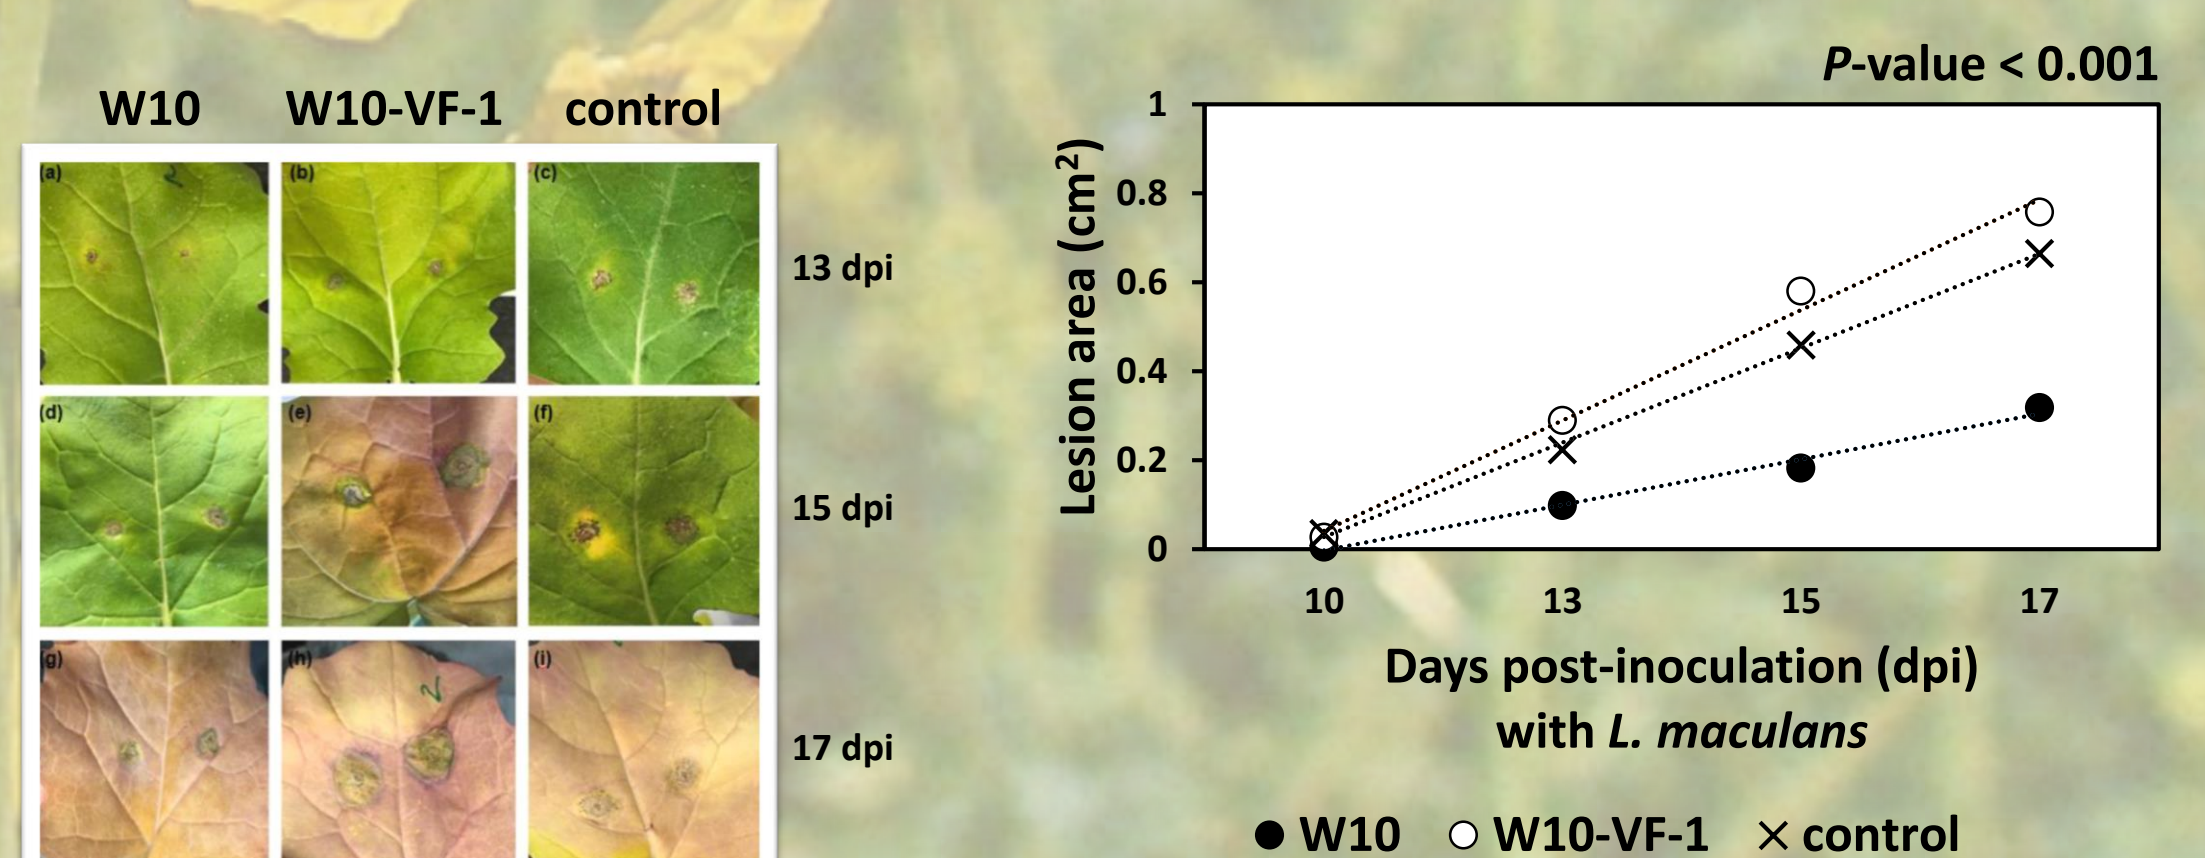 W10 W10-VF-1 control
(a) (b) (c)
13 dpi
(d) (e) (f)
15 dpi
(g) (h) (i)
17 dpi
P-value < 0.001
Lesion area (cm²)
1
0.8
0.6
0.4
0.2
0
10 13 15 17
Days post-inoculation (dpi)
with L. maculans
W10 W10-VF-1 control